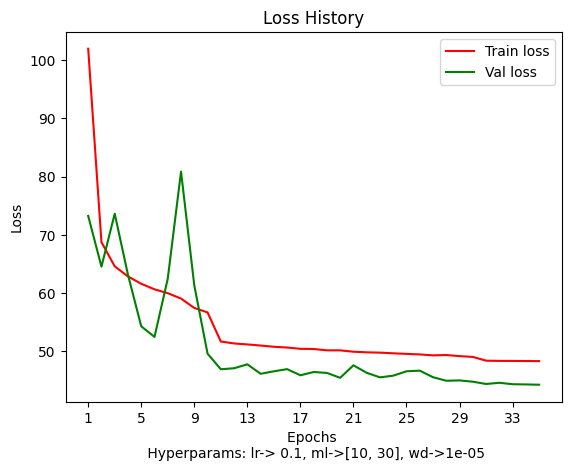 Loss History
Train loss
Val loss
Loss
100
90
80
70
60
50
1 5 9 13 17 21 25 29 33
Epochs
Hyperparams: lr-> 0.1, ml->[10, 30], wd->1e-05